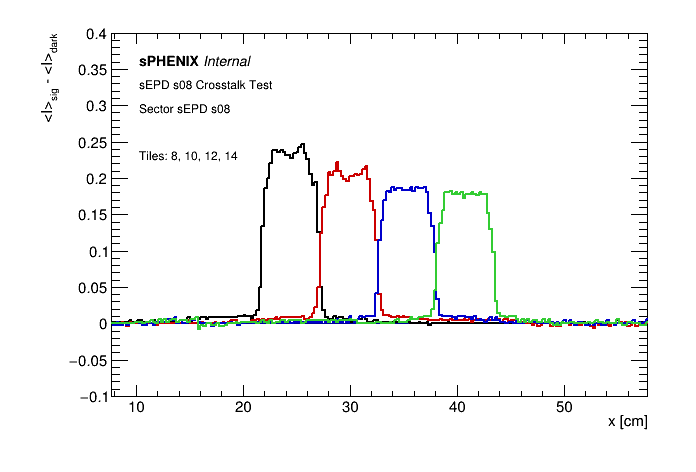 <I>sig - <I>dark
sPHENIX Internal
sEPD s08 Crosstalk Test
Sector sEPD s08
Tiles: 8, 10, 12, 14
0.4
0.35
0.3
0.25
0.2
0.15
0.1
0.05
0
−0.05
−0.1
10 20 30 40 50
x [cm]